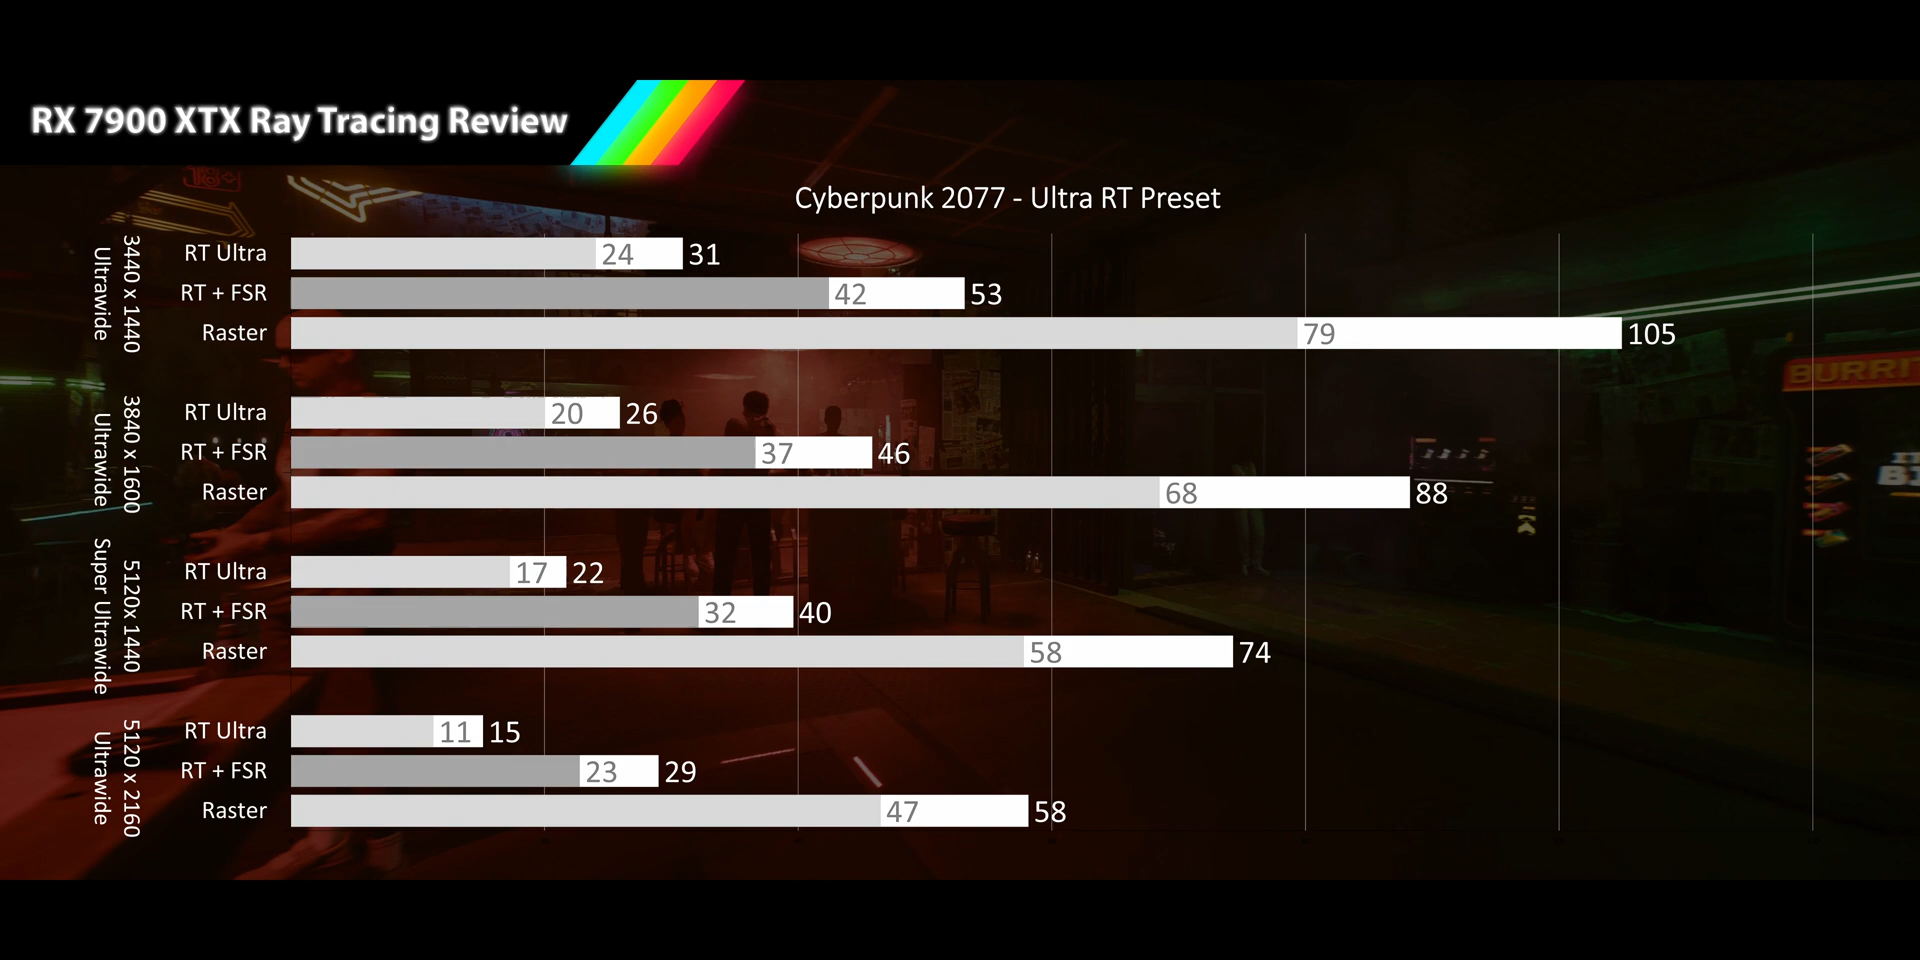 RX 7900 XTX Ray Tracing Review
18+
Cyberpunk 2077 - Ultra RT Preset
3440 x 1440
Ultrawide
RT Ultra 24 31
RT + FSR 42 53
Raster 79 105
3840 x 1600
Ultrawide
RT Ultra 20 26
RT + FSR 37 46
Raster 68 88
5120x 1440
Super Ultrawide
RT Ultra 17 22
RT + FSR 32 40
Raster 58 74
5120 x 2160
Ultrawide
RT Ultra 11 15
RT + FSR 23 29
Raster 47 58
BURRIT